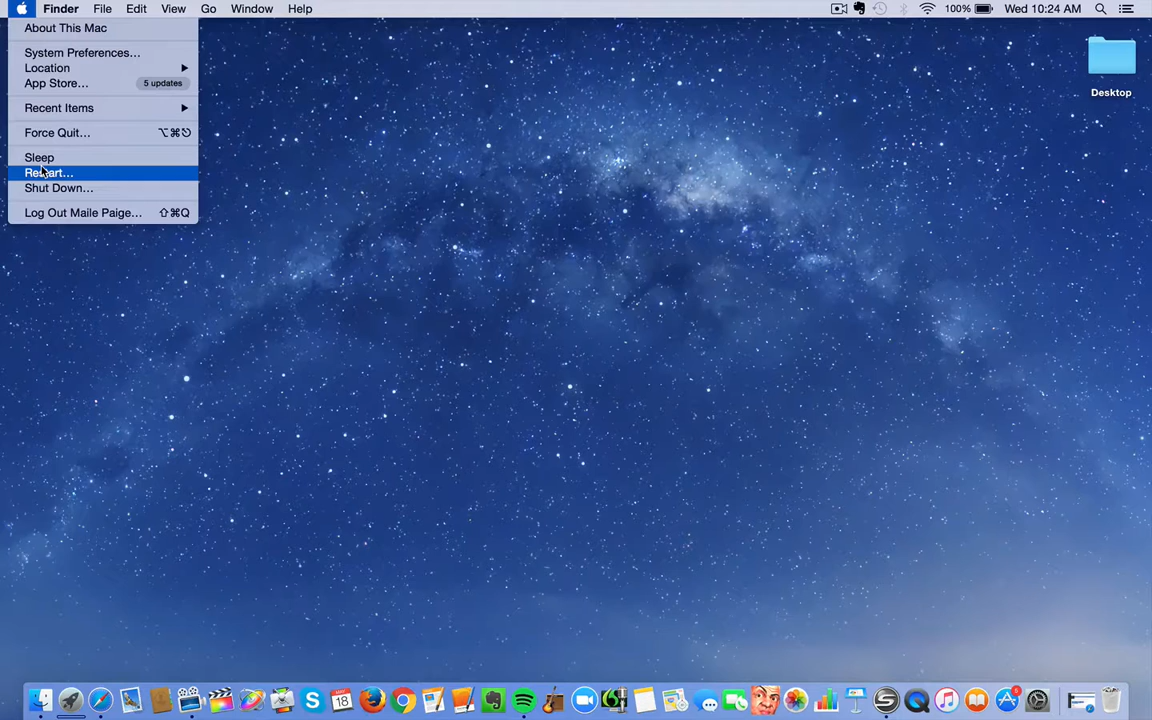 Finder File Edit View Go Window Help 100% Wed 10:24 AM
About This Mac
System Preferences...
Location
App Store... 5 updates
Recent Items
Force Quit... ⌥⌘⎋
Sleep
Restart...
Shut Down...
Log Out Maile Paige... ⇧⌘Q
Desktop
18